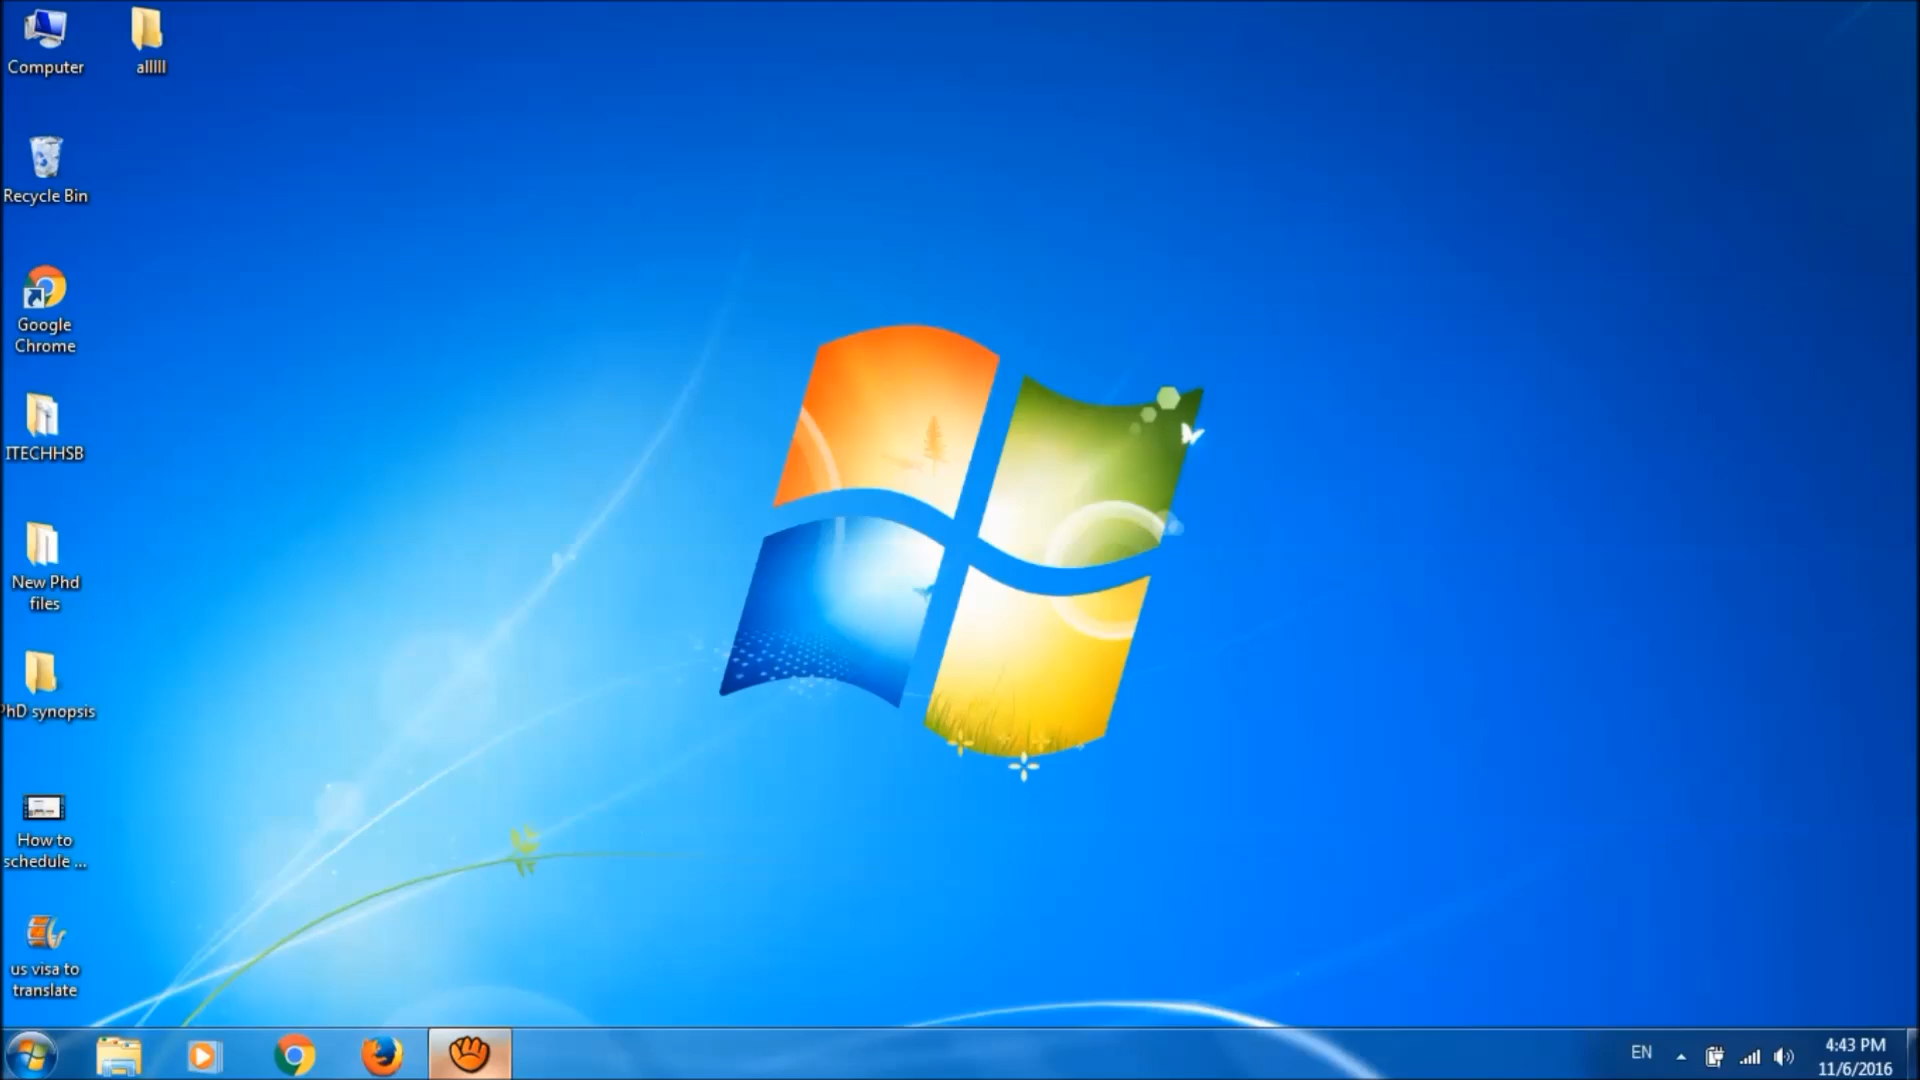 Computer
alllll
Recycle Bin
Google
Chrome
ITECHHSB
New Phd
files
PhD synopsis
How to
schedule ...
us visa to
translate
EN
4:43 PM
11/6/2016